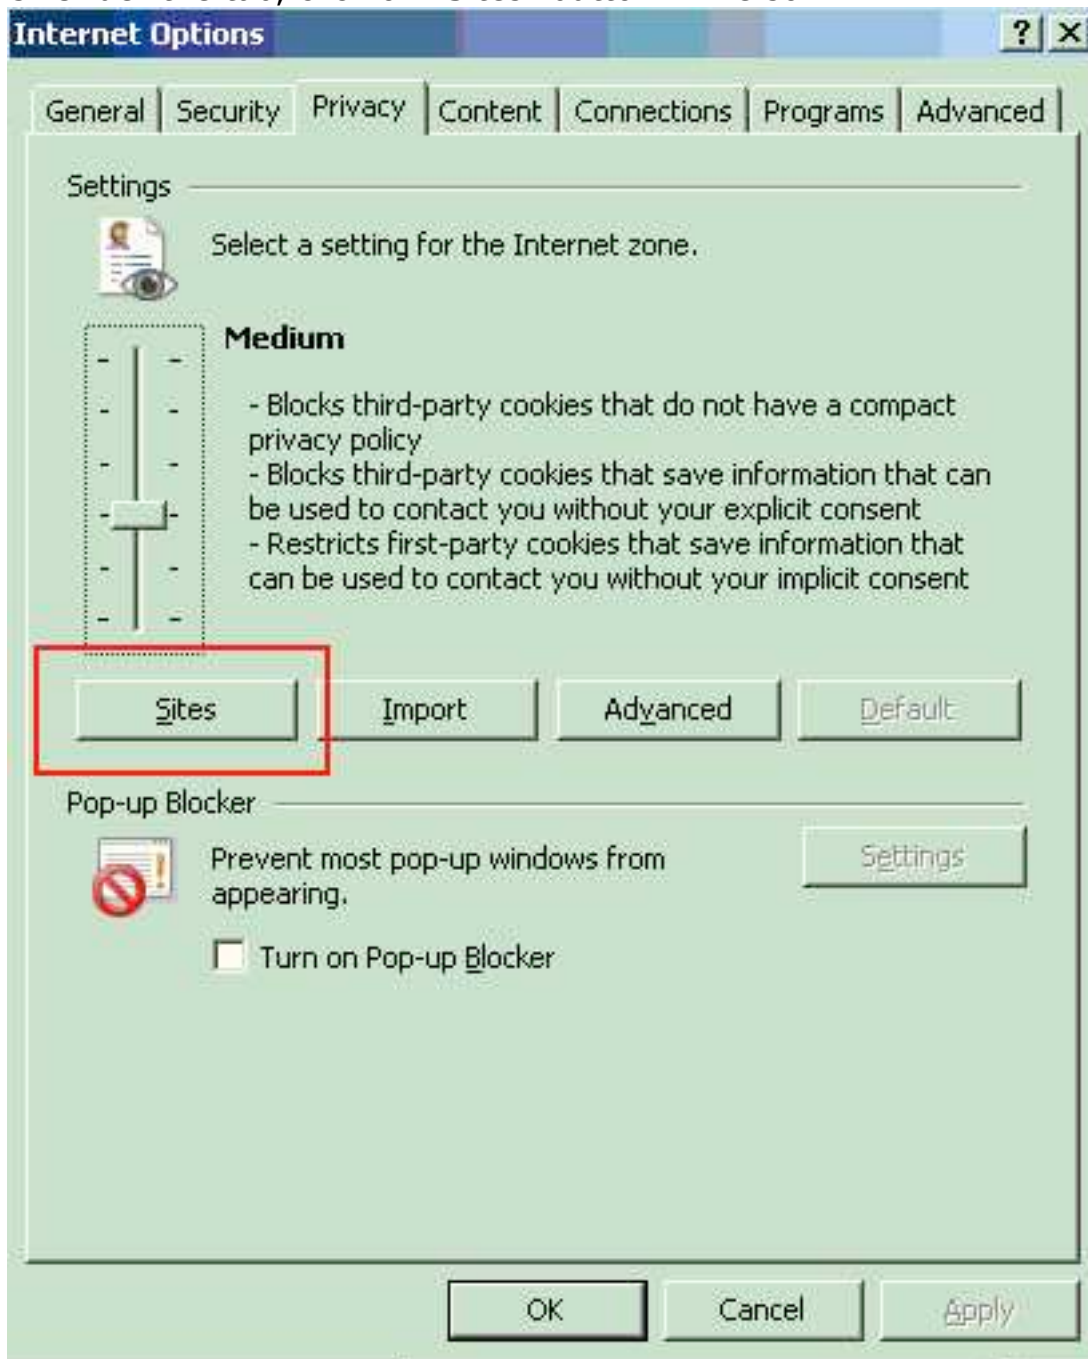 Internet Options
General Security Privacy Content Connections Programs Advanced
Settings
Select a setting for the Internet zone.
Medium
- Blocks third-party cookies that do not have a compact
privacy policy
- Blocks third-party cookies that save information that can
be used to contact you without your explicit consent
- Restricts first-party cookies that save information that
can be used to contact you without your implicit consent
Sites Import Advanced Default
Pop-up Blocker
Prevent most pop-up windows from
appearing.
Settings
Turn on Pop-up Blocker
OK Cancel Apply